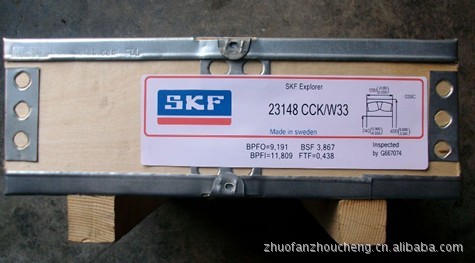 SKF Explorer
SKF
23148 CCK/W33
Made in sweden
BPFO=9,191 BSF 3,867
BPFI=11,809 FTF=0,438
Inspected
by G667074
zhuofanzhoucheng.cn.alibaba.com